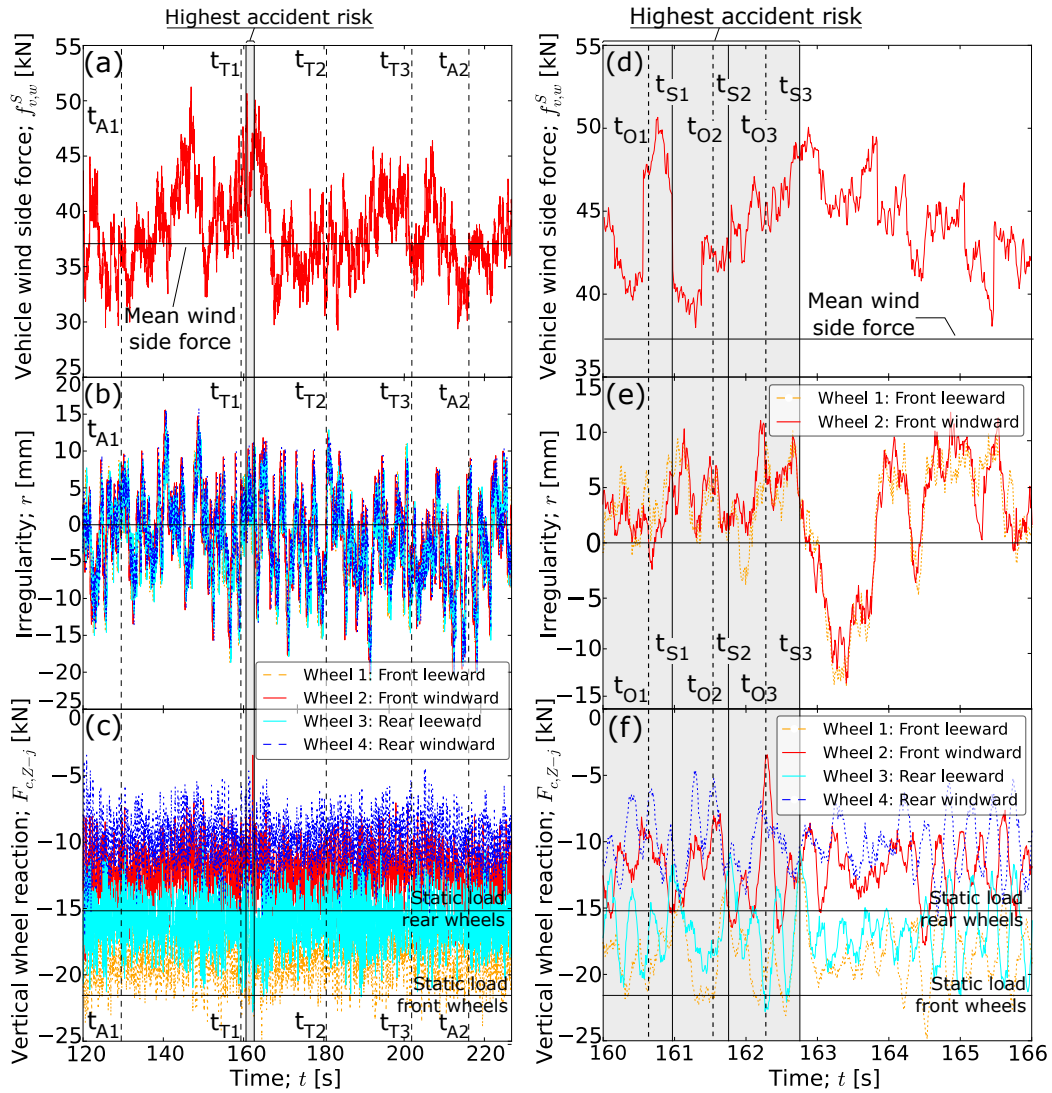 Highest accident risk
Highest accident risk
Vehicle wind side force; f^S_{v,w} [kN]
55
50
45
40
35
30
25
(a)
t_A1
t_T1
t_T2
t_T3
t_A2
Mean wind
side force
Vehicle wind side force; f^S_{v,w} [kN]
55
50
45
40
35
(d)
t_S1
t_S2
t_S3
t_O1
t_O2
t_O3
Mean wind
side force
Irregularity; r [mm]
20
15
10
5
0
−5
−10
−15
−20
−25
(b)
t_A1
t_T1
t_T2
t_T3
t_A2
Irregularity; r [mm]
15
10
5
0
−5
−10
−15
(e)
Wheel 1: Front leeward
Wheel 2: Front windward
t_S1
t_S2
t_S3
t_O1
t_O2
t_O3
Wheel 1: Front leeward
Wheel 2: Front windward
Wheel 3: Rear leeward
Wheel 4: Rear windward
Vertical wheel reaction; F_{c,Z−j} [kN]
0
−5
−10
−15
−20
−25
(c)
Static load
rear wheels
Static load
front wheels
t_A1
t_T1
t_T2
t_T3
t_A2
120
140
160
180
200
220
Time; t [s]
Vertical wheel reaction; F_{c,Z−j} [kN]
0
−5
−10
−15
−20
−25
(f)
Wheel 1: Front leeward
Wheel 2: Front windward
Wheel 3: Rear leeward
Wheel 4: Rear windward
Static load
rear wheels
Static load
front wheels
160
161
162
163
164
165
166
Time; t [s]